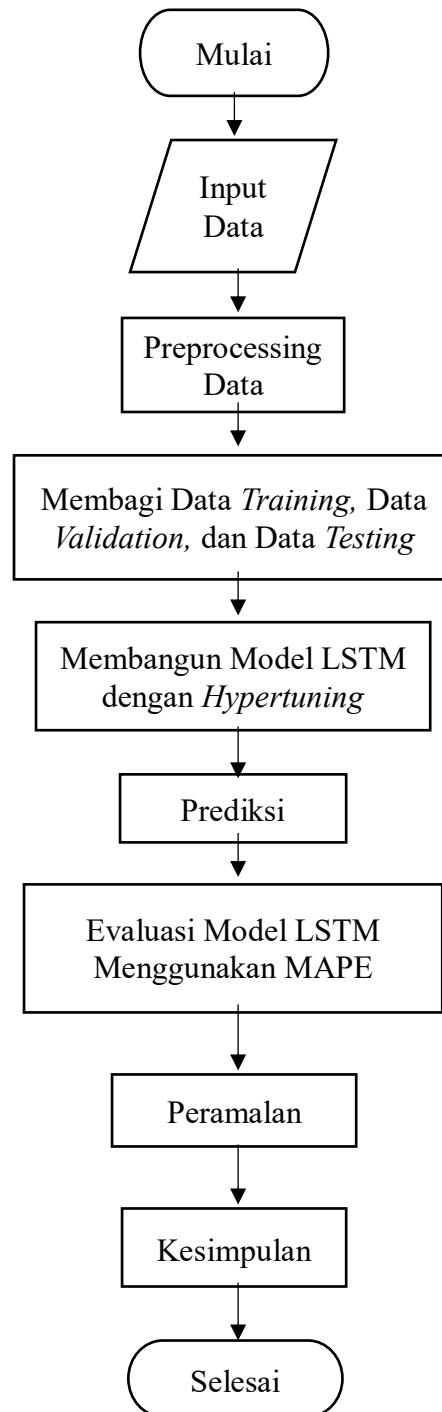 Mulai
Input
Data
Preprocessing
Data
Membagi Data Training, Data
Validation, dan Data Testing
Membangun Model LSTM
dengan Hypertuning
Prediksi
Evaluasi Model LSTM
Menggunakan MAPE
Peramalan
Kesimpulan
Selesai